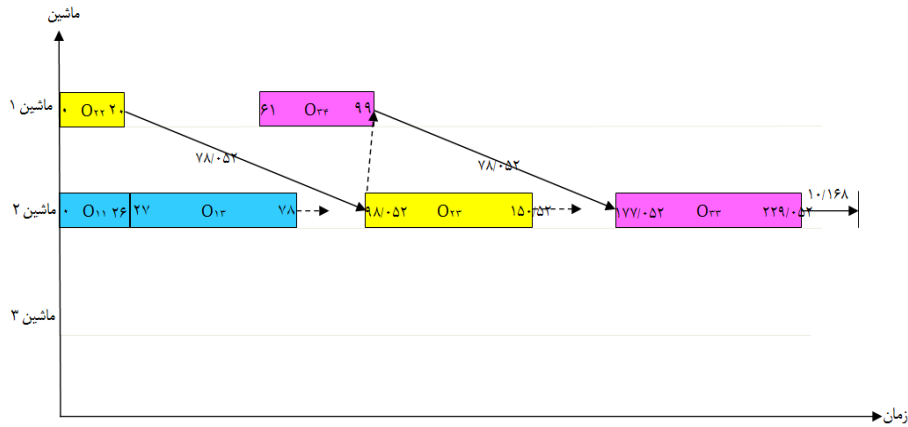 ماشین
ماشین ۱
۰ O۲۲ ۲۰
۶۱ O۳۴ ۹۹
۷۸/۰۵۲
۷۸/۰۵۲
ماشین ۲
۰ O۱۱ ۲۶
۲۷ O۱۳ ۷۸
۹۸/۰۵۲ O۲۳ ۱۵۰/۵۲
۱۷۷/۰۵۲ O۳۳ ۲۲۹/۰۵۲
۱۰/۱۶۸
ماشین ۳
زمان